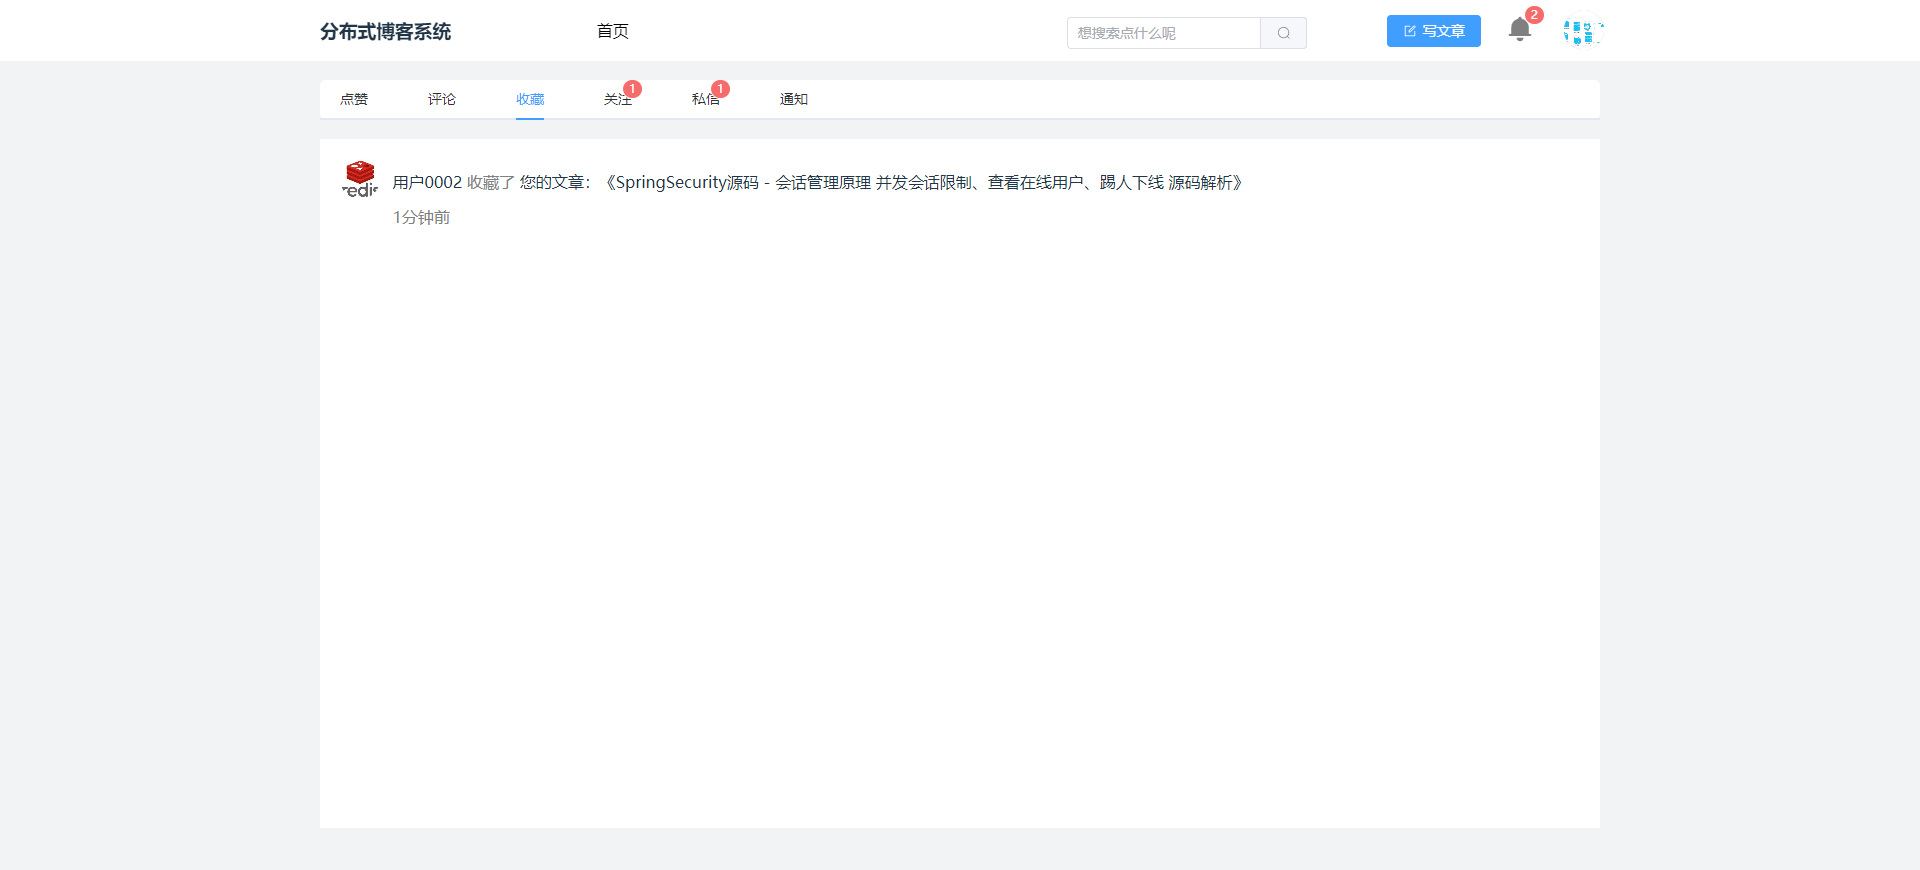 分布式博客系统 首页 想搜索点什么呢 写文章 2
点赞 评论 收藏 关注 1 私信 1 通知
用户0002 收藏了 您的文章：《SpringSecurity源码 - 会话管理原理 并发会话限制、查看在线用户、踢人下线 源码解析》
1分钟前